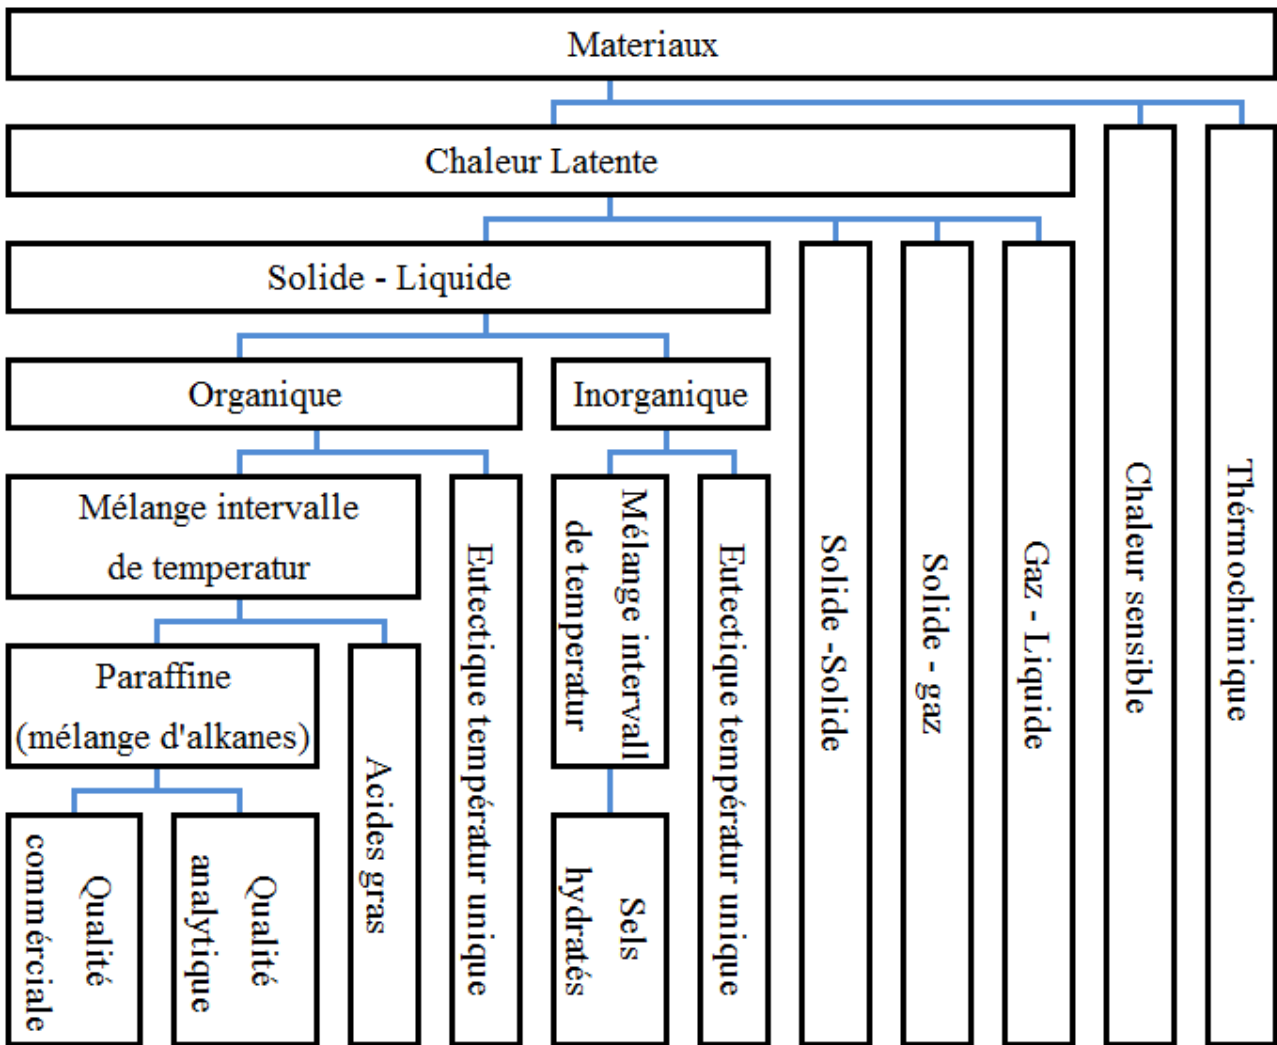 Materiaux
Chaleur Latente
Solide - Liquide
Organique
Inorganique
Mélange intervalle
de temperatur
Paraffine
(mélange d'alkanes)
Qualité
commérciale
Qualité
analytique
Acides gras
Eutectique températur unique
Mélange intervall
de temperatur
Sels
hydratés
Eutectique températur unique
Solide -Solide
Solide - gaz
Gaz - Liquide
Chaleur sensible
Thérmochimique